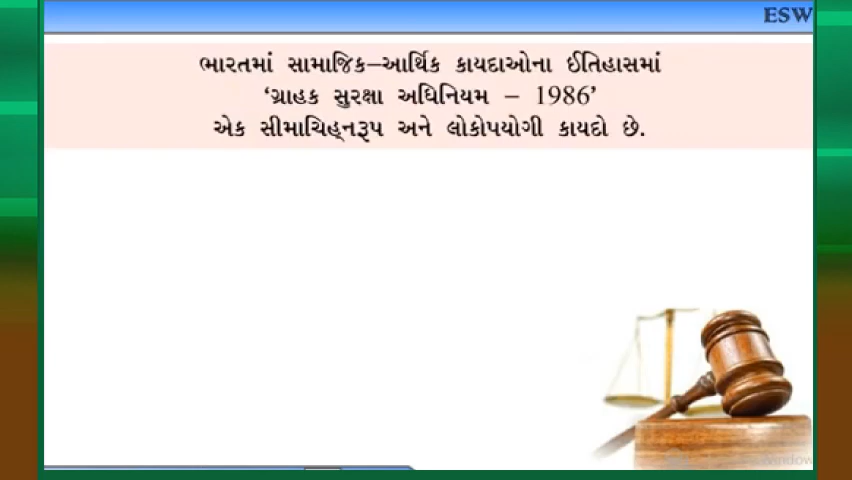 ESW
ભારતમાં સામાજિક–આર્થિક કાયદાઓના ઈતિહાસમાં
‘ગ્રાહક સુરક્ષા અધિનિયમ – 1986’
એક સીમાચિહ્નરૂપ અને લોકોપયોગી કાયદો છે.